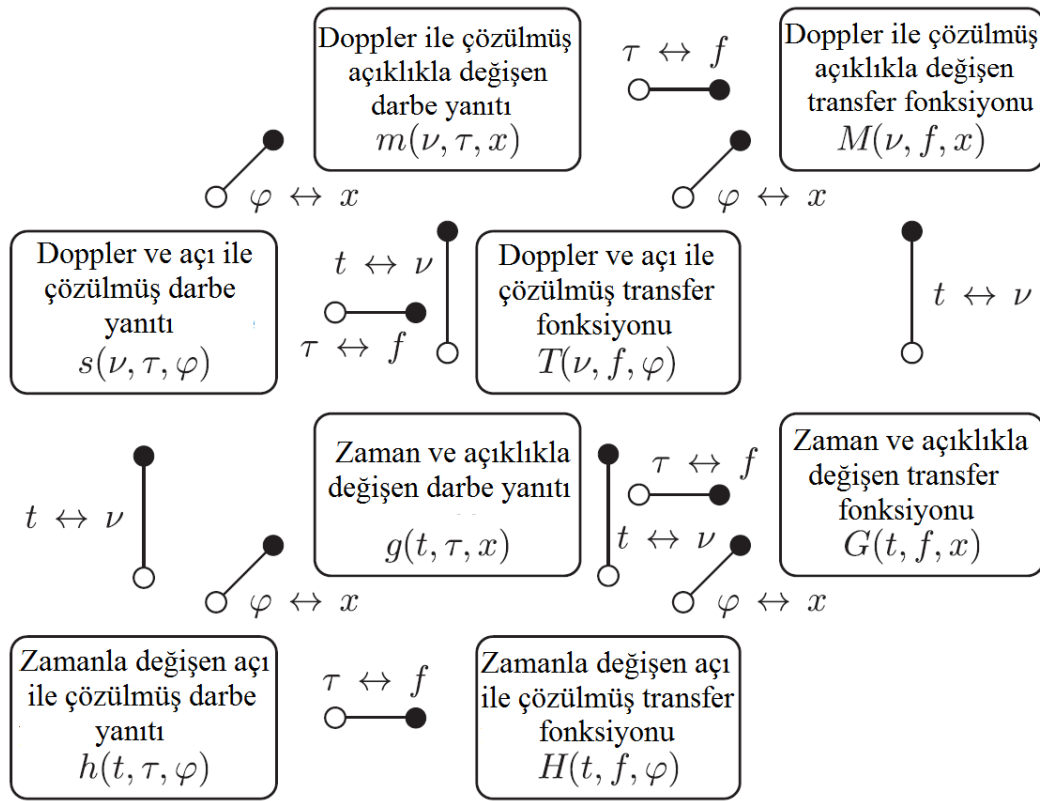 Doppler ile çözülmüş
açıklıkla değişen
darbe yanıtı
m(ν, τ, x)
τ ↔ f
Doppler ile çözülmüş
açıklıkla değişen
transfer fonksiyonu
M(ν, f, x)
φ ↔ x
φ ↔ x
Doppler ve açı ile
çözülmüş darbe
yanıtı
s(ν, τ, φ)
t ↔ ν
τ ↔ f
Doppler ve açı ile
çözülmüş transfer
fonksiyonu
T(ν, f, φ)
t ↔ ν
t ↔ ν
Zaman ve açıklıkla
değişen darbe yanıtı
g(t, τ, x)
τ ↔ f
t ↔ ν
Zaman ve açıklıkla
değişen transfer
fonksiyonu
G(t, f, x)
φ ↔ x
φ ↔ x
Zamanla değişen açı
ile çözülmüş darbe
yanıtı
h(t, τ, φ)
τ ↔ f
Zamanla değişen açı
ile çözülmüş transfer
fonksiyonu
H(t, f, φ)